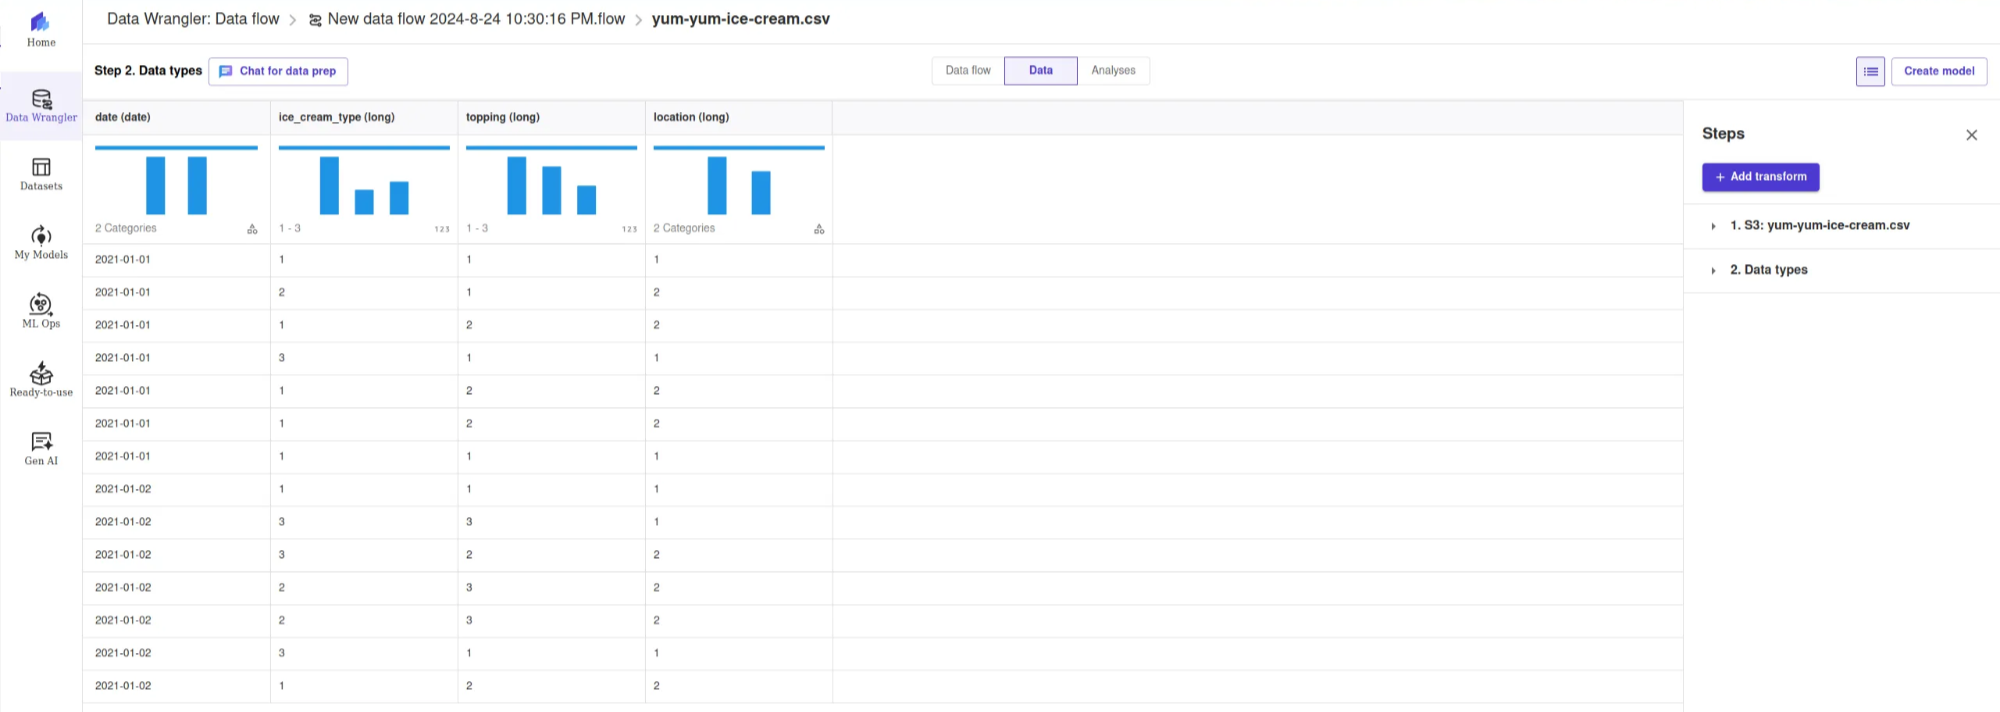 Data Wrangler: Data flow > New data flow 2024-8-24 10:30:16 PM.flow > yum-yum-ice-cream.csv
Home
Data Wrangler
Datasets
My Models
ML Ops
Ready-to-use
Gen AI
Step 2. Data types Chat for data prep Data flow Data Analyses Create model
date (date) ice_cream_type (long) topping (long) location (long)
2 Categories 1 - 3 123 1 - 3 123 2 Categories
2021-01-01 1 1 1
2021-01-01 2 1 2
2021-01-01 1 2 2
2021-01-01 3 1 1
2021-01-01 1 2 2
2021-01-01 1 2 2
2021-01-01 1 1 1
2021-01-02 1 1 1
2021-01-02 3 3 1
2021-01-02 3 2 2
2021-01-02 2 3 2
2021-01-02 2 3 2
2021-01-02 3 1 1
2021-01-02 1 2 2
Steps
+ Add transform
1. S3: yum-yum-ice-cream.csv
2. Data types